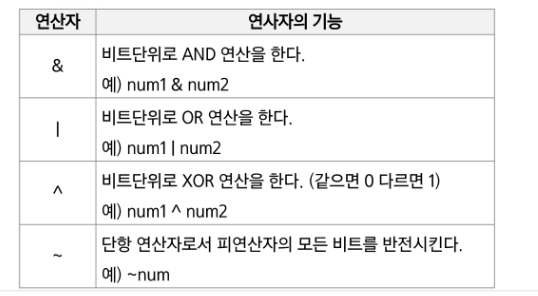 연산자 연사자의 기능
& 비트단위로 AND 연산을 한다.
예) num1 & num2
| 비트단위로 OR 연산을 한다.
예) num1 | num2
^ 비트단위로 XOR 연산을 한다. (같으면 0 다르면 1)
예) num1 ^ num2
~ 단항 연산자로서 피연산자의 모든 비트를 반전시킨다.
예) ~num